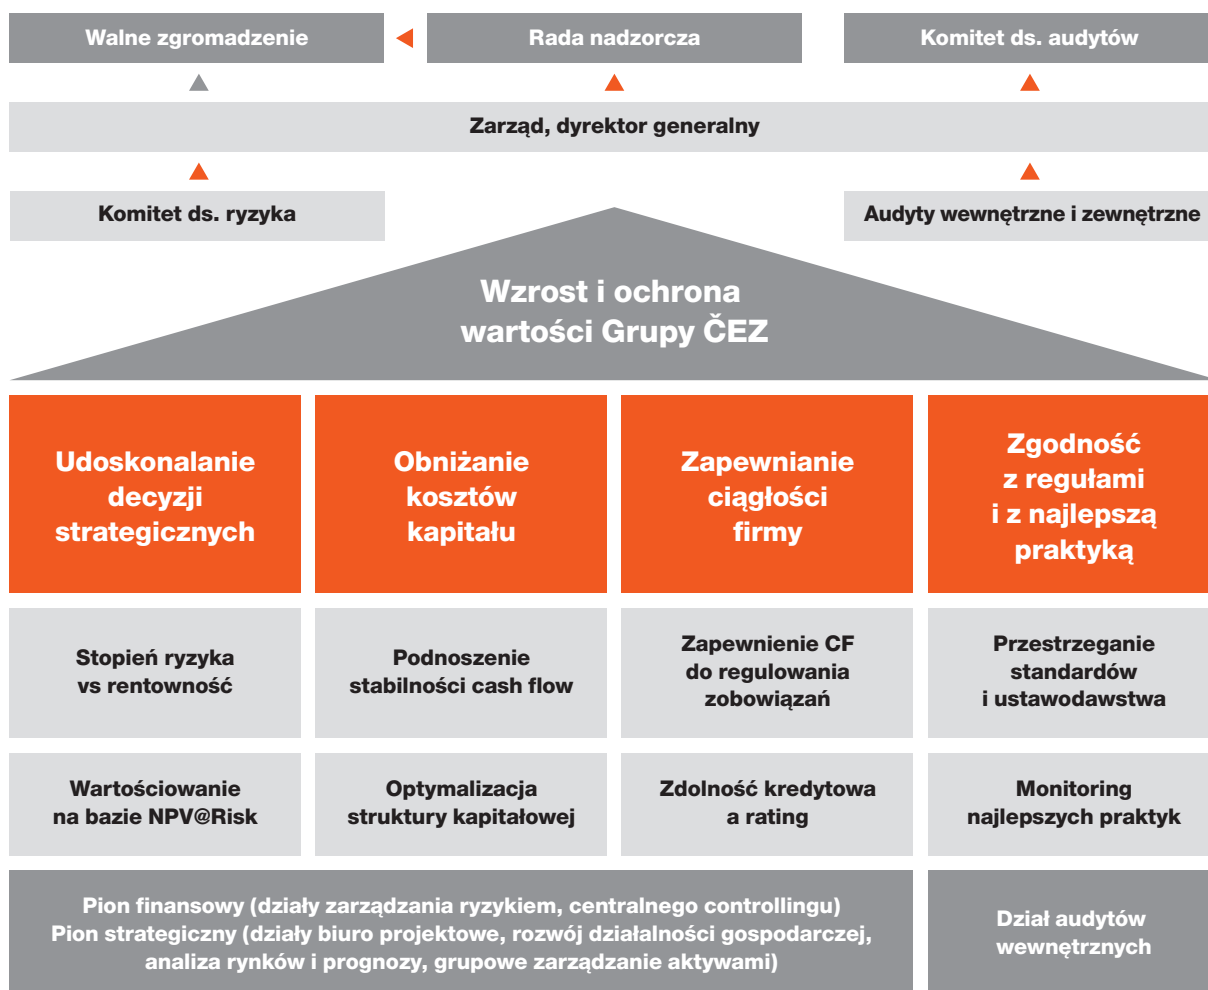 Walne zgromadzenie
Rada nadzorcza
Komitet ds. audytów
Zarząd, dyrektor generalny
Komitet ds. ryzyka
Audyty wewnętrzne i zewnętrzne
Wzrost i ochrona
wartości Grupy ČEZ
Udoskonalanie
decyzji
strategicznych
Obniżanie
kosztów
kapitału
Zapewnianie
ciągłości
firmy
Zgodność
z regułami
i z najlepszą
praktyką
Stopień ryzyka
vs rentowność
Podnoszenie
stabilności cash flow
Zapewnienie CF
do regulowania
zobowiązań
Przestrzeganie
standardów
i ustawodawstwa
Wartościowanie
na bazie NPV@Risk
Optymalizacja
struktury kapitałowej
Zdolność kredytowa
a rating
Monitoring
najlepszych praktyk
Pion finansowy (działy zarządzania ryzykiem, centralnego controllingu)
Pion strategiczny (działy biuro projektowe, rozwój działalności gospodarczej,
analiza rynków i prognozy, grupowe zarządzanie aktywami)
Dział audytów
wewnętrznych